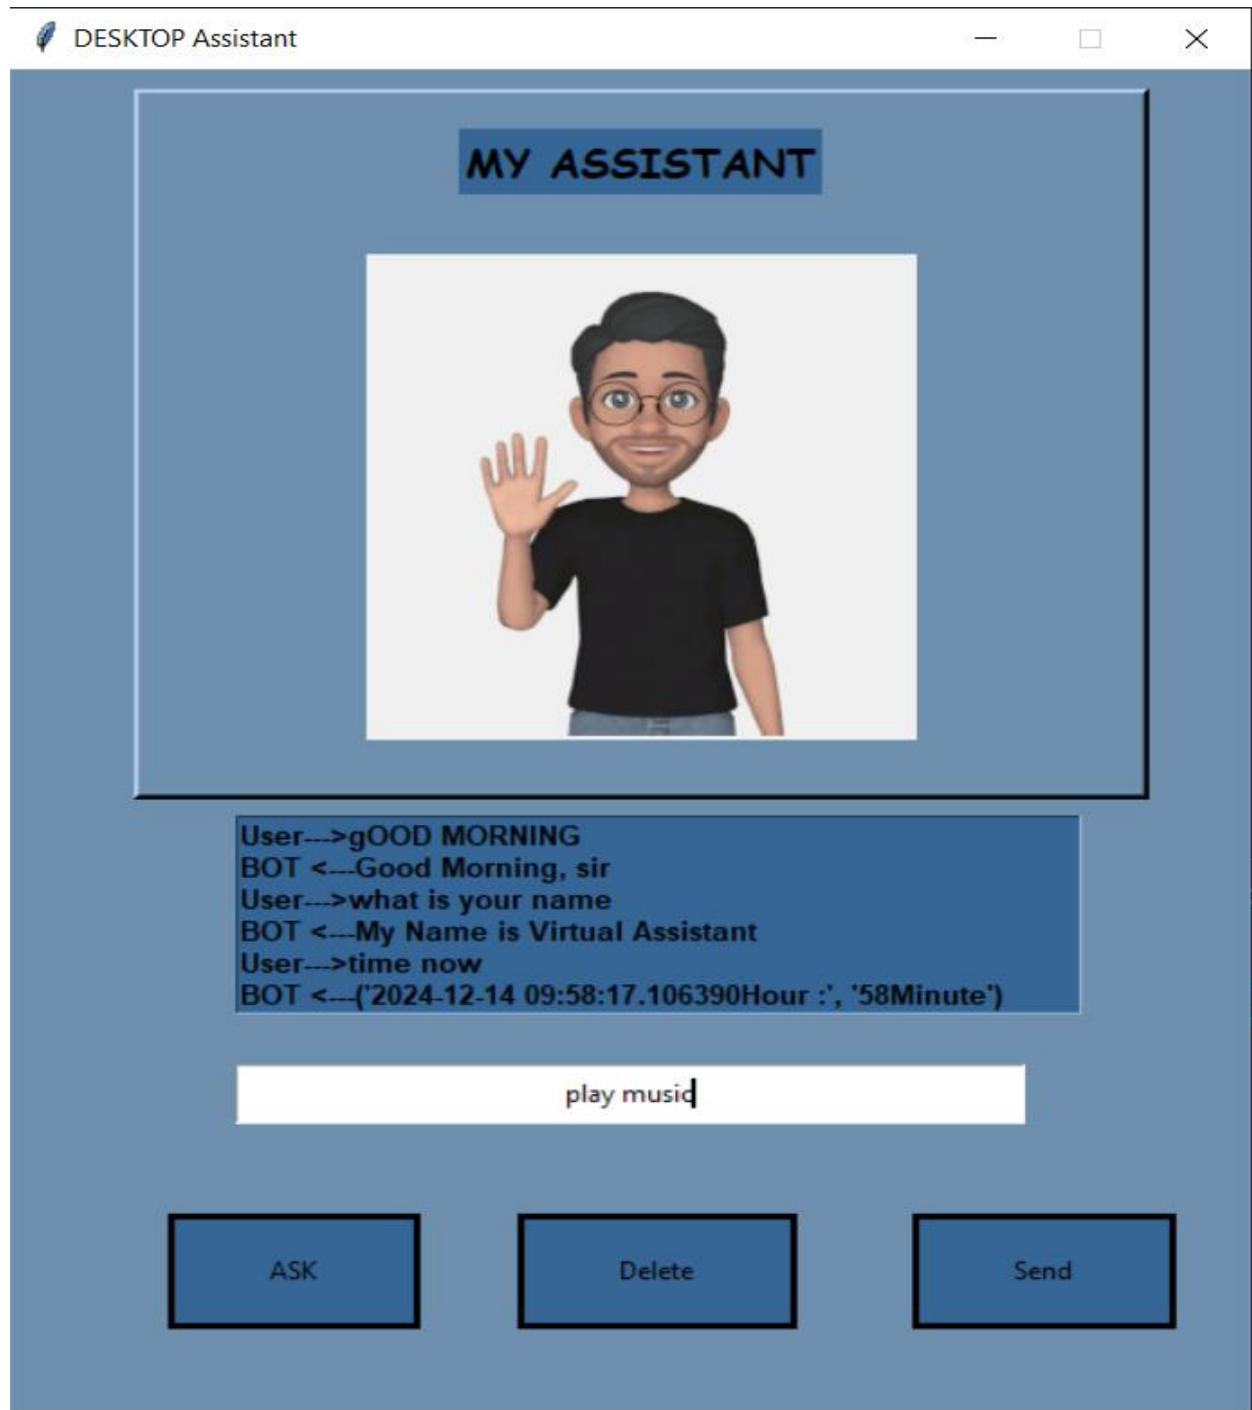 DESKTOP Assistant
MY ASSISTANT
User--->gOOD MORNING
BOT <---Good Morning, sir
User--->what is your name
BOT <---My Name is Virtual Assistant
User--->time now
BOT <---('2024-12-14 09:58:17.106390Hour :', '58Minute')
play music
ASK
Delete
Send